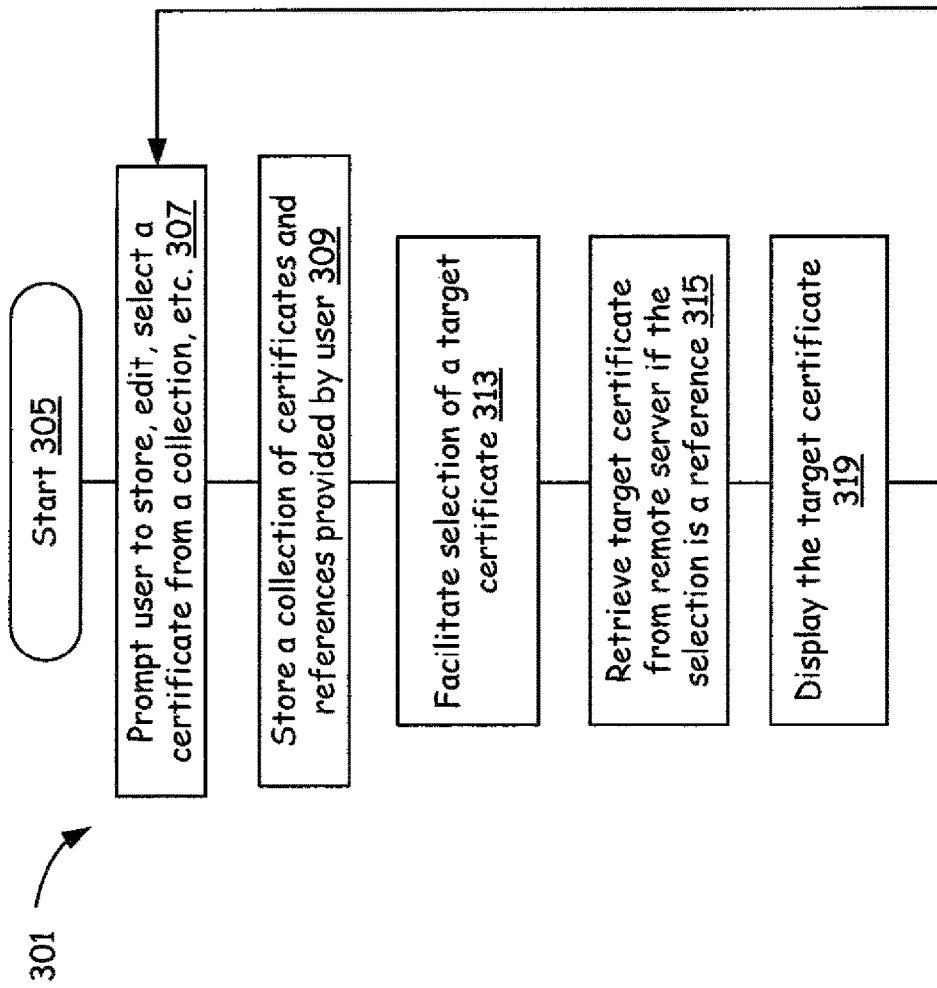 301
Start 305
Prompt user to store, edit, select a
certificate from a collection, etc. 307
Store a collection of certificates and
references provided by user 309
Facilitate selection of a target
certificate 313
Retrieve target certificate
from remote server if the
selection is a reference 315
Display the target certificate
319